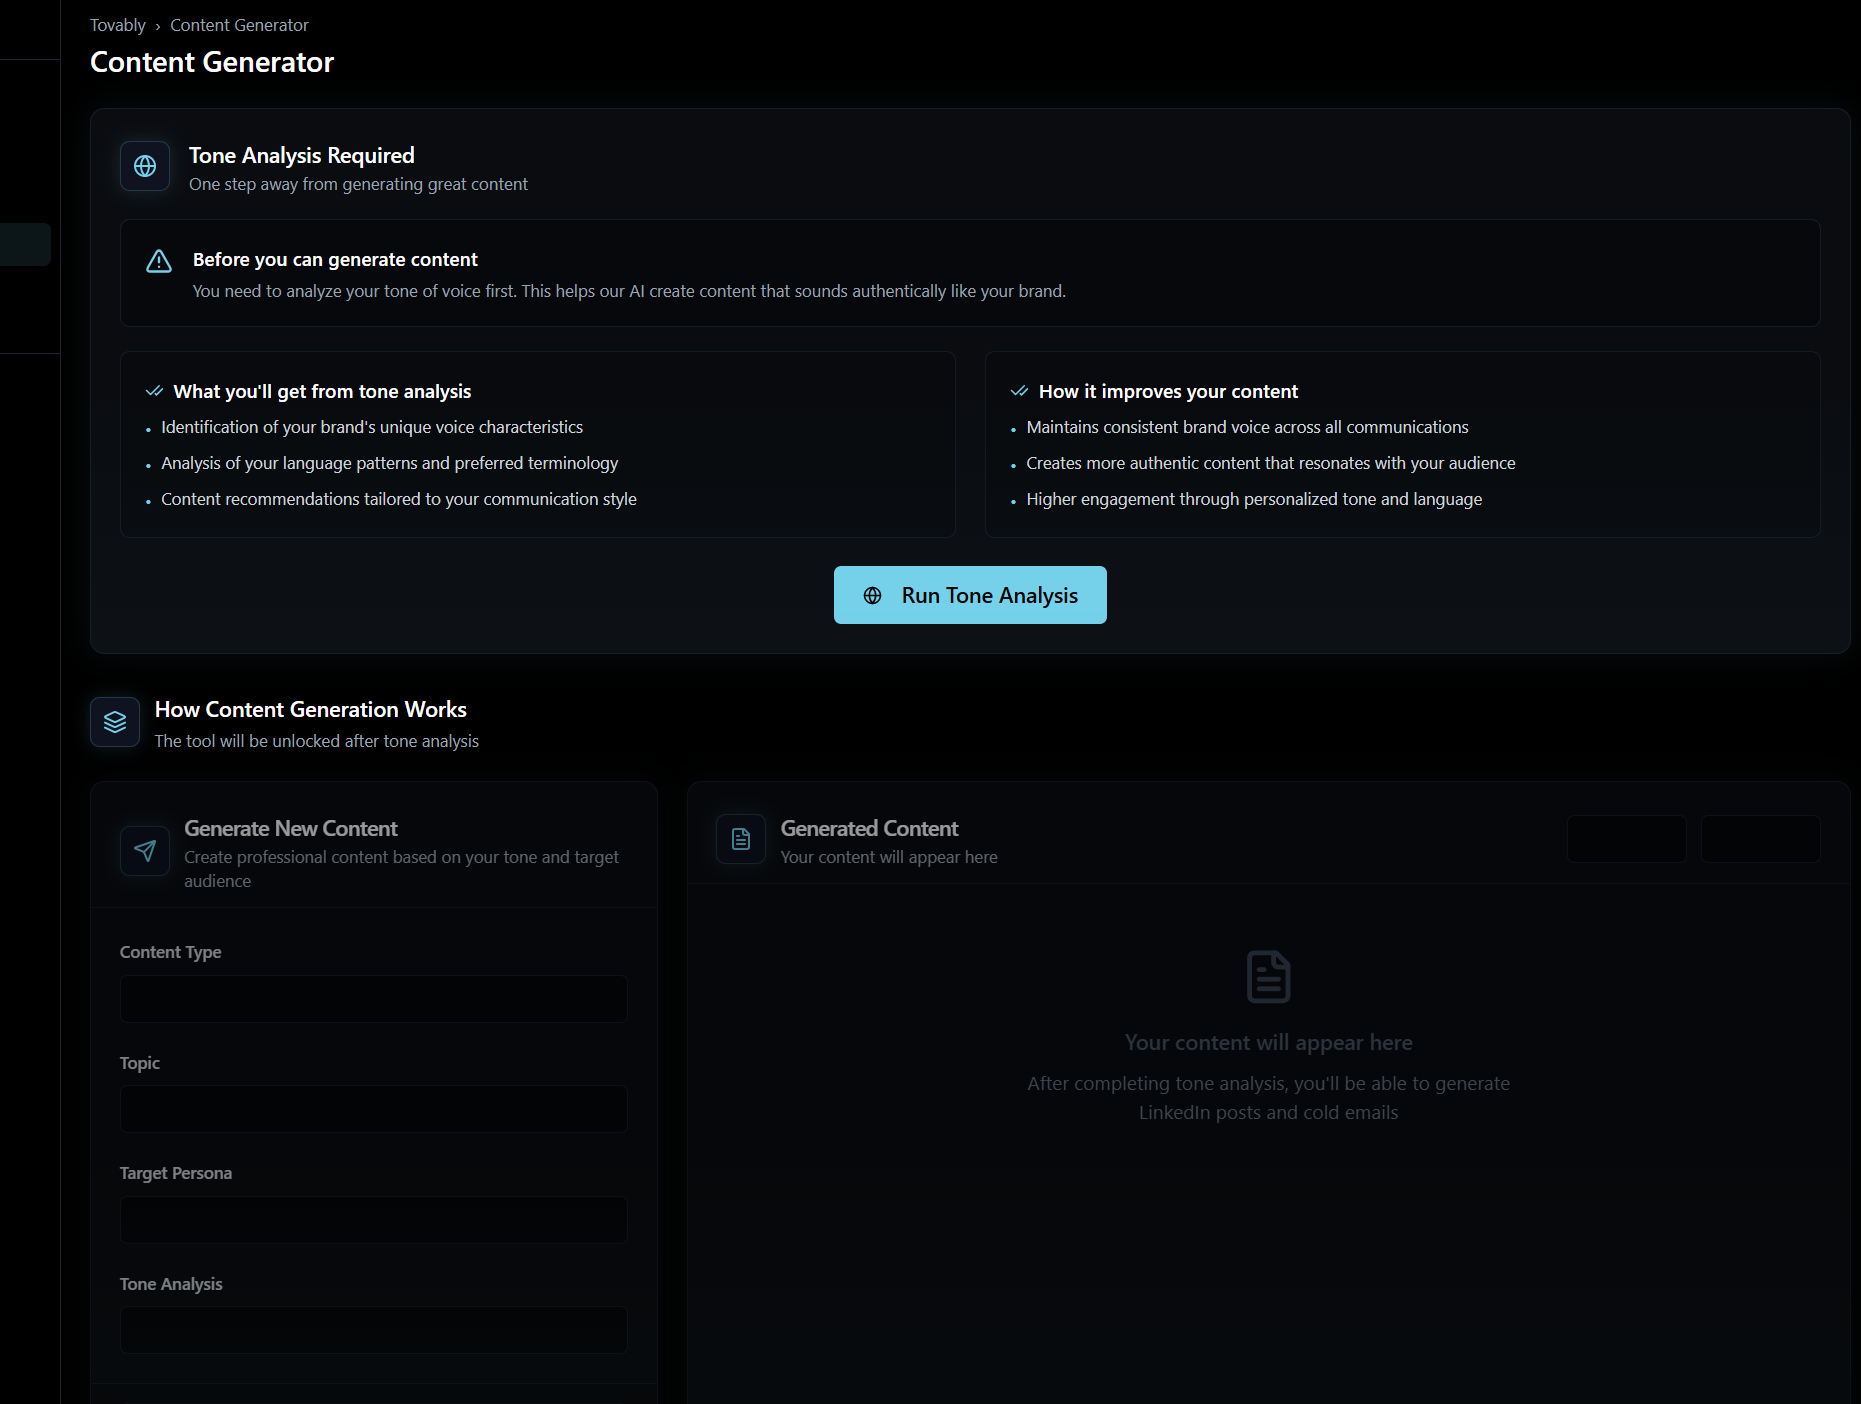 Tovably › Content Generator
Content Generator
Tone Analysis Required
One step away from generating great content
Before you can generate content
You need to analyze your tone of voice first. This helps our AI create content that sounds authentically like your brand.
What you'll get from tone analysis
• Identification of your brand's unique voice characteristics
• Analysis of your language patterns and preferred terminology
• Content recommendations tailored to your communication style
How it improves your content
• Maintains consistent brand voice across all communications
• Creates more authentic content that resonates with your audience
• Higher engagement through personalized tone and language
Run Tone Analysis
How Content Generation Works
The tool will be unlocked after tone analysis
Generate New Content
Create professional content based on your tone and target
audience
Content Type
Topic
Target Persona
Tone Analysis
Generated Content
Your content will appear here
Your content will appear here
After completing tone analysis, you'll be able to generate
LinkedIn posts and cold emails